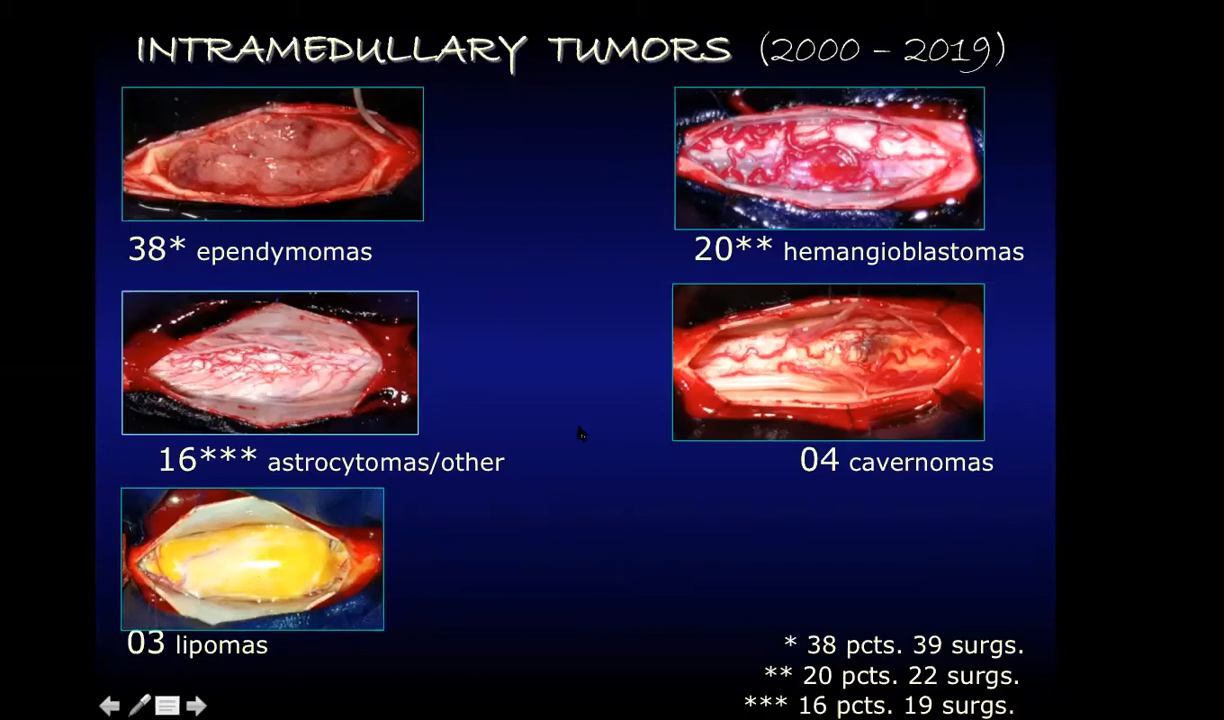 INTRAMEDULLARY TUMORS (2000 – 2019)
38* ependymomas
20** hemangioblastomas
16*** astrocytomas/other
04 cavernomas
03 lipomas
* 38 pcts. 39 surgs.
** 20 pcts. 22 surgs.
*** 16 pcts. 19 surgs.